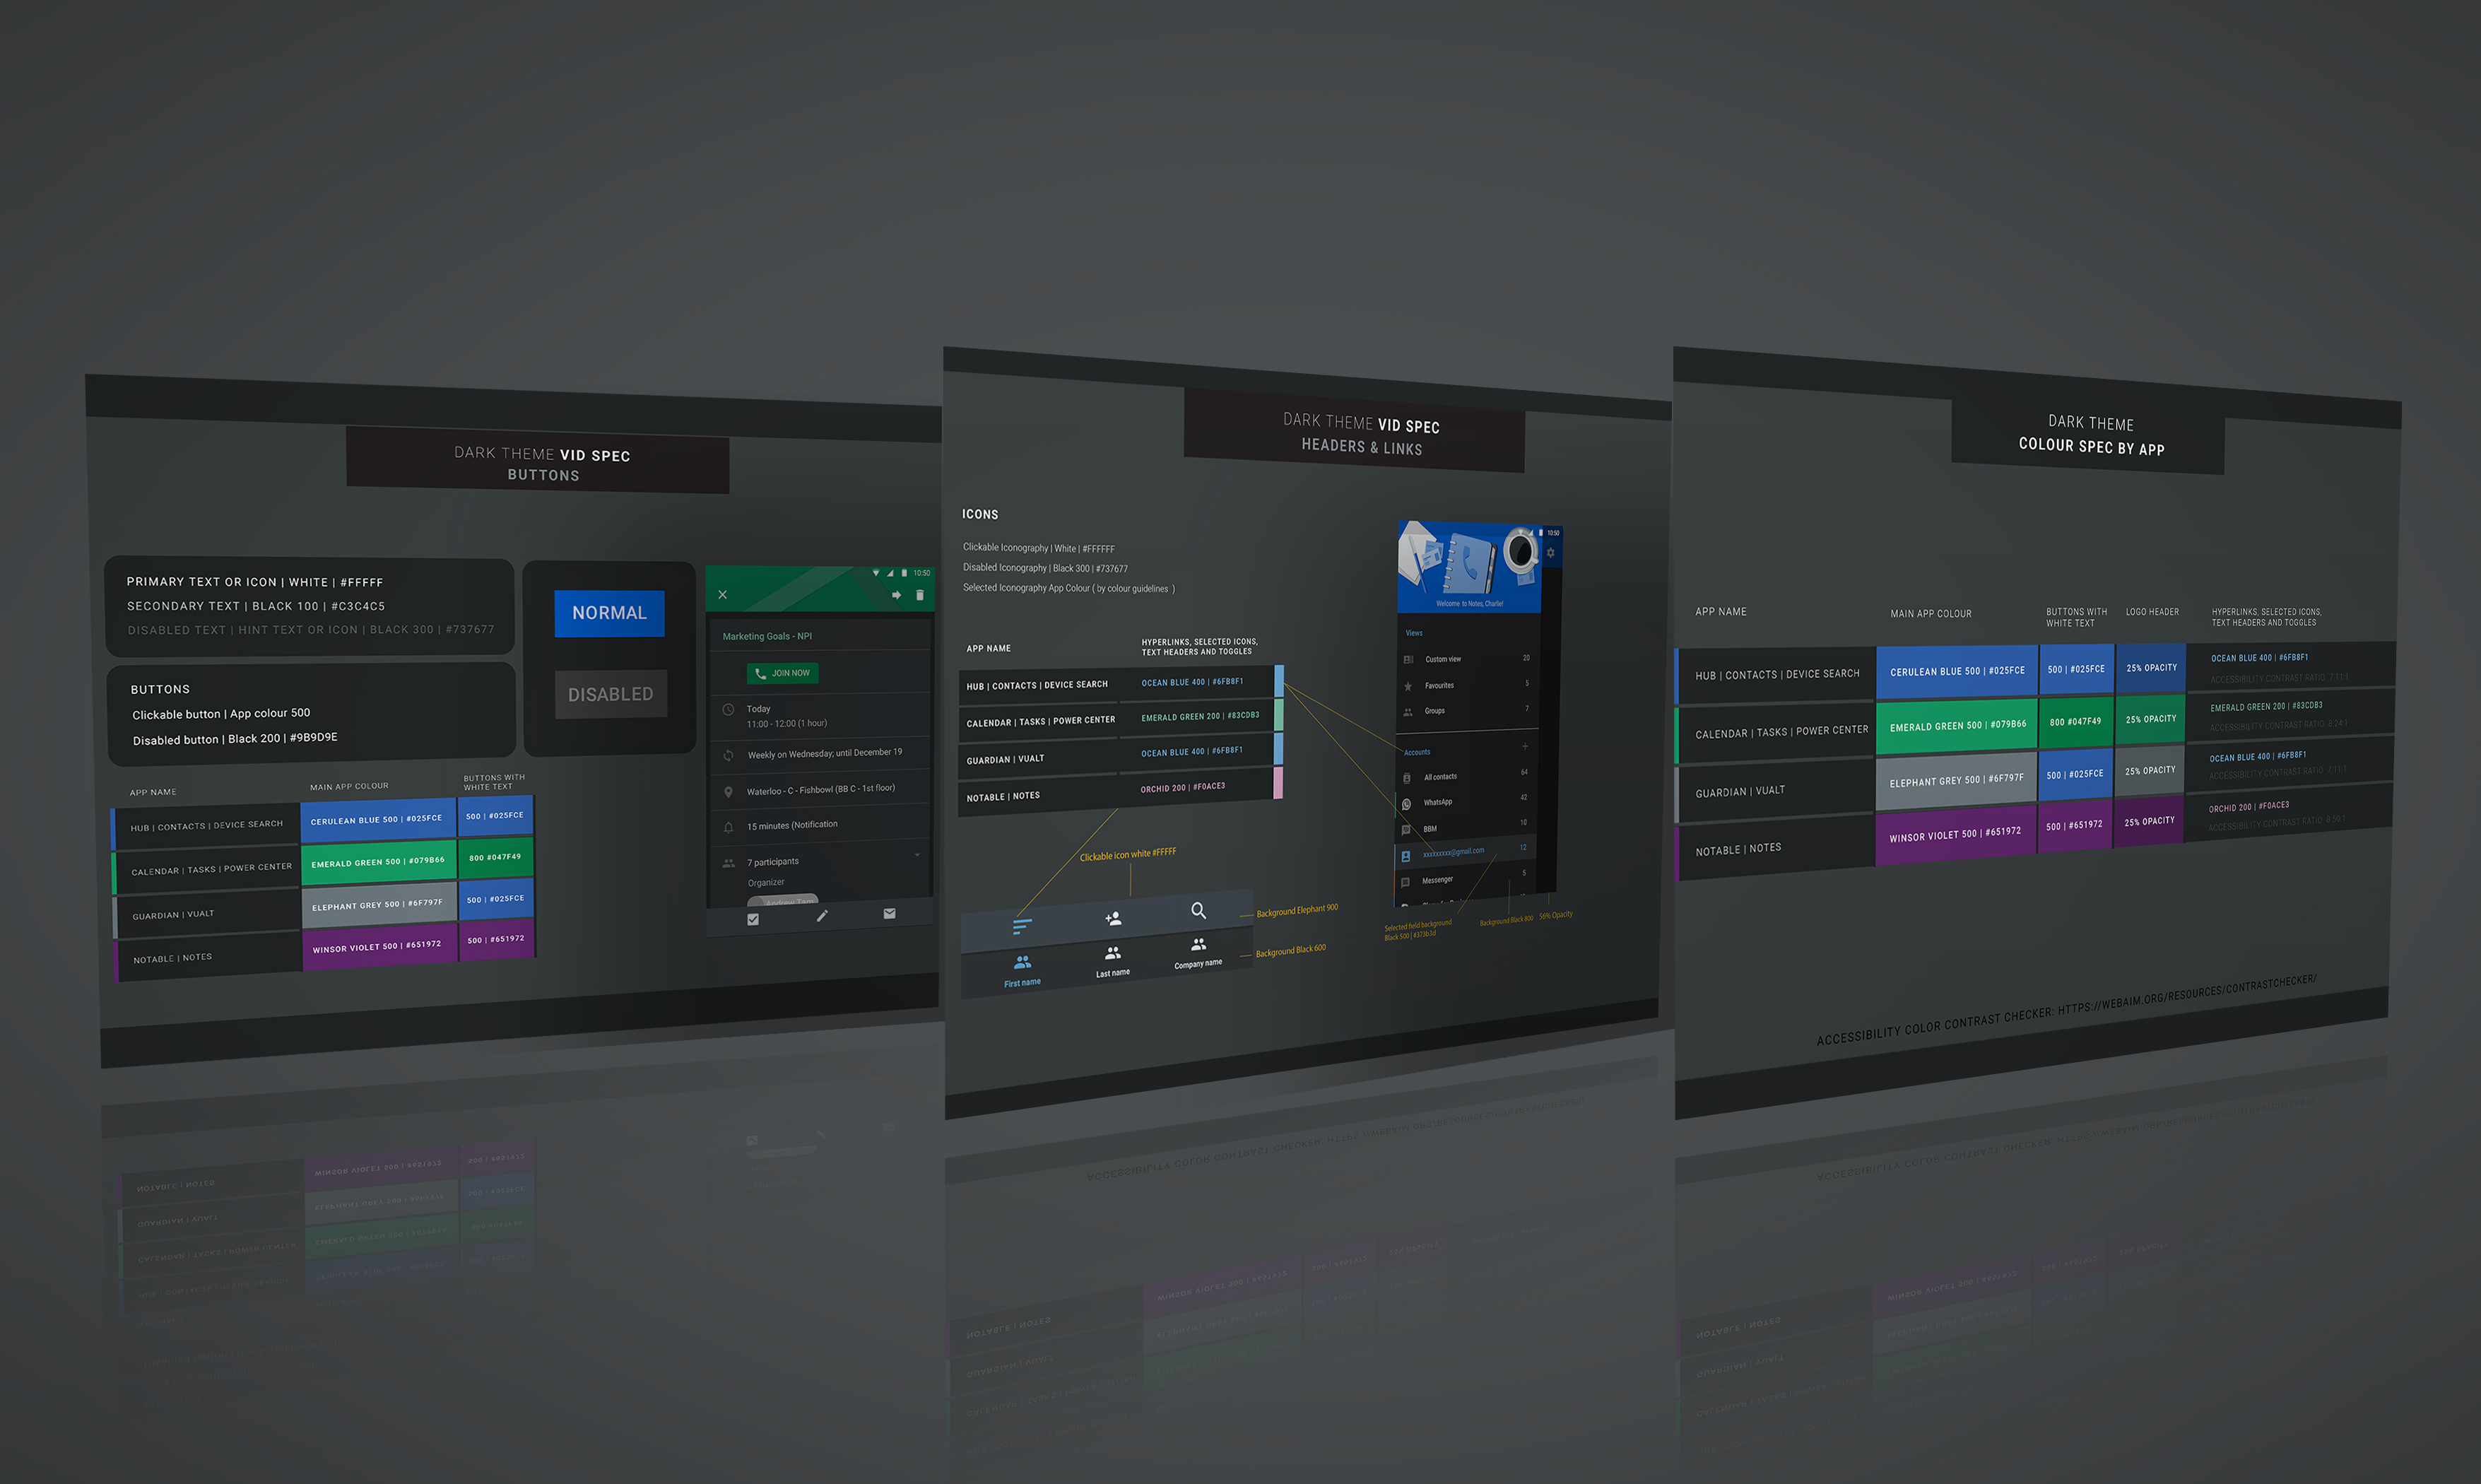 DARK THEME VID SPEC
BUTTONS
PRIMARY TEXT OR ICON | WHITE | #FFFFF
SECONDARY TEXT | BLACK 100 | #C3C4C5
DISABLED TEXT | HINT TEXT OR ICON | BLACK 300 | #737677
BUTTONS
Clickable button | App colour 500
Disabled button | Black 200 | #9B9D9E
NORMAL
DISABLED
APP NAME
MAIN APP COLOUR
BUTTONS WITH
WHITE TEXT
HUB | CONTACTS | DEVICE SEARCH
CERULEAN BLUE 500 | #025FCE
500 | #025FCE
CALENDAR | TASKS | POWER CENTER
EMERALD GREEN 500 | #079B66
800 #047F49
GUARDIAN | VUALT
ELEPHANT GREY 500 | #6F797F
500 | #025FCE
NOTABLE | NOTES
WINSOR VIOLET 500 | #651972
500 | #651972
10:50
Marketing Goals - NPI
JOIN NOW
Today
11:00 - 12:00 (1 hour)
Weekly on Wednesday; until December 19
Waterloo - C - Fishbowl (BB C - 1st floor)
15 minutes (Notification
7 participants
Organizer
Andrew Tam
DARK THEME VID SPEC
HEADERS & LINKS
ICONS
Clickable Iconography | White | #FFFFFF
Disabled Iconography | Black 300 | #737677
Selected Iconography App Colour ( by colour guidelines )
APP NAME
HYPERLINKS, SELECTED ICONS,
TEXT HEADERS AND TOGGLES
HUB | CONTACTS | DEVICE SEARCH
OCEAN BLUE 400 | #6FB8F1
CALENDAR | TASKS | POWER CENTER
EMERALD GREEN 200 | #83CDB3
GUARDIAN | VUALT
OCEAN BLUE 400 | #6FB8F1
NOTABLE | NOTES
ORCHID 200 | #F0ACE3
Clickable icon white #FFFFF
Background Elephant 900
First name
Last name
Company name
Background Black 600
10:50
Welcome to Notes, Charlie!
Views
Custom view 20
Favourites 5
Groups 7
Accounts +
All contacts 64
WhatsApp 42
BBM 10
xxxxxxxxx@gmail.com 12
Messenger 5
Selected field background
Black 500 | #373b3d
Background Black 800
56% Opacity
DARK THEME
COLOUR SPEC BY APP
APP NAME
MAIN APP COLOUR
BUTTONS WITH
WHITE TEXT
LOGO HEADER
HYPERLINKS, SELECTED ICONS,
TEXT HEADERS AND TOGGLES
HUB | CONTACTS | DEVICE SEARCH
CERULEAN BLUE 500 | #025FCE
500 | #025FCE
25% OPACITY
OCEAN BLUE 400 | #6FB8F1
ACCESSIBILITY CONTRAST RATIO 7.11:1
CALENDAR | TASKS | POWER CENTER
EMERALD GREEN 500 | #079B66
800 #047F49
25% OPACITY
EMERALD GREEN 200 | #83CDB3
ACCESSIBILITY CONTRAST RATIO 8.24:1
GUARDIAN | VUALT
ELEPHANT GREY 500 | #6F797F
500 | #025FCE
25% OPACITY
OCEAN BLUE 400 | #6FB8F1
ACCESSIBILITY CONTRAST RATIO 7.11:1
NOTABLE | NOTES
WINSOR VIOLET 500 | #651972
500 | #651972
25% OPACITY
ORCHID 200 | #F0ACE3
ACCESSIBILITY CONTRAST RATIO
ACCESSIBILITY COLOR CONTRAST CHECKER: HTTPS://WEBAIM.ORG/RESOURCES/CONTRASTCHECKER/